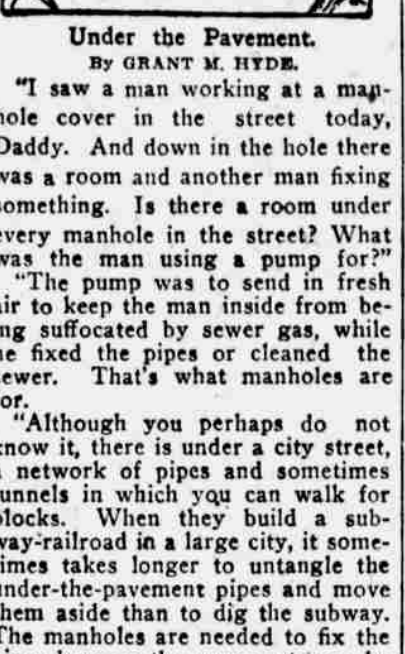 Under the Pavement.
By GRANT M. HYDE.
"I saw a man working at a man-
hole cover in the street today,
Daddy. And down in the hole there
was a room and another man fixing
something. Is there a room under
every manhole in the street? What
was the man using a pump for?"
"The pump was to send in fresh
air to keep the man inside from be-
ing suffocated by sewer gas, while
he fixed the pipes or cleaned the
sewer. That's what manholes are
for.
"Although you perhaps do not
know it, there is under a city street,
a network of pipes and sometimes
tunnels in which you can walk for
blocks. When they build a sub-
way-railroad in a large city, it some-
times takes longer to untangle the
under-the-pavement pipes and move
them aside than to dig the subway.
The manholes are needed to fix the